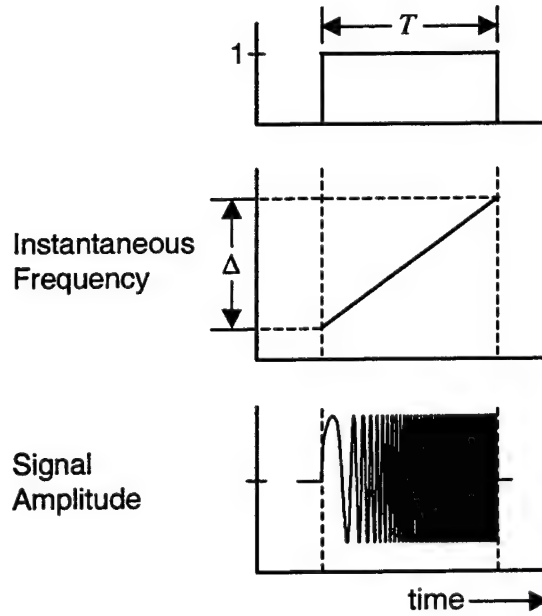 T
1
Instantaneous
Frequency
Δ
Signal
Amplitude
time